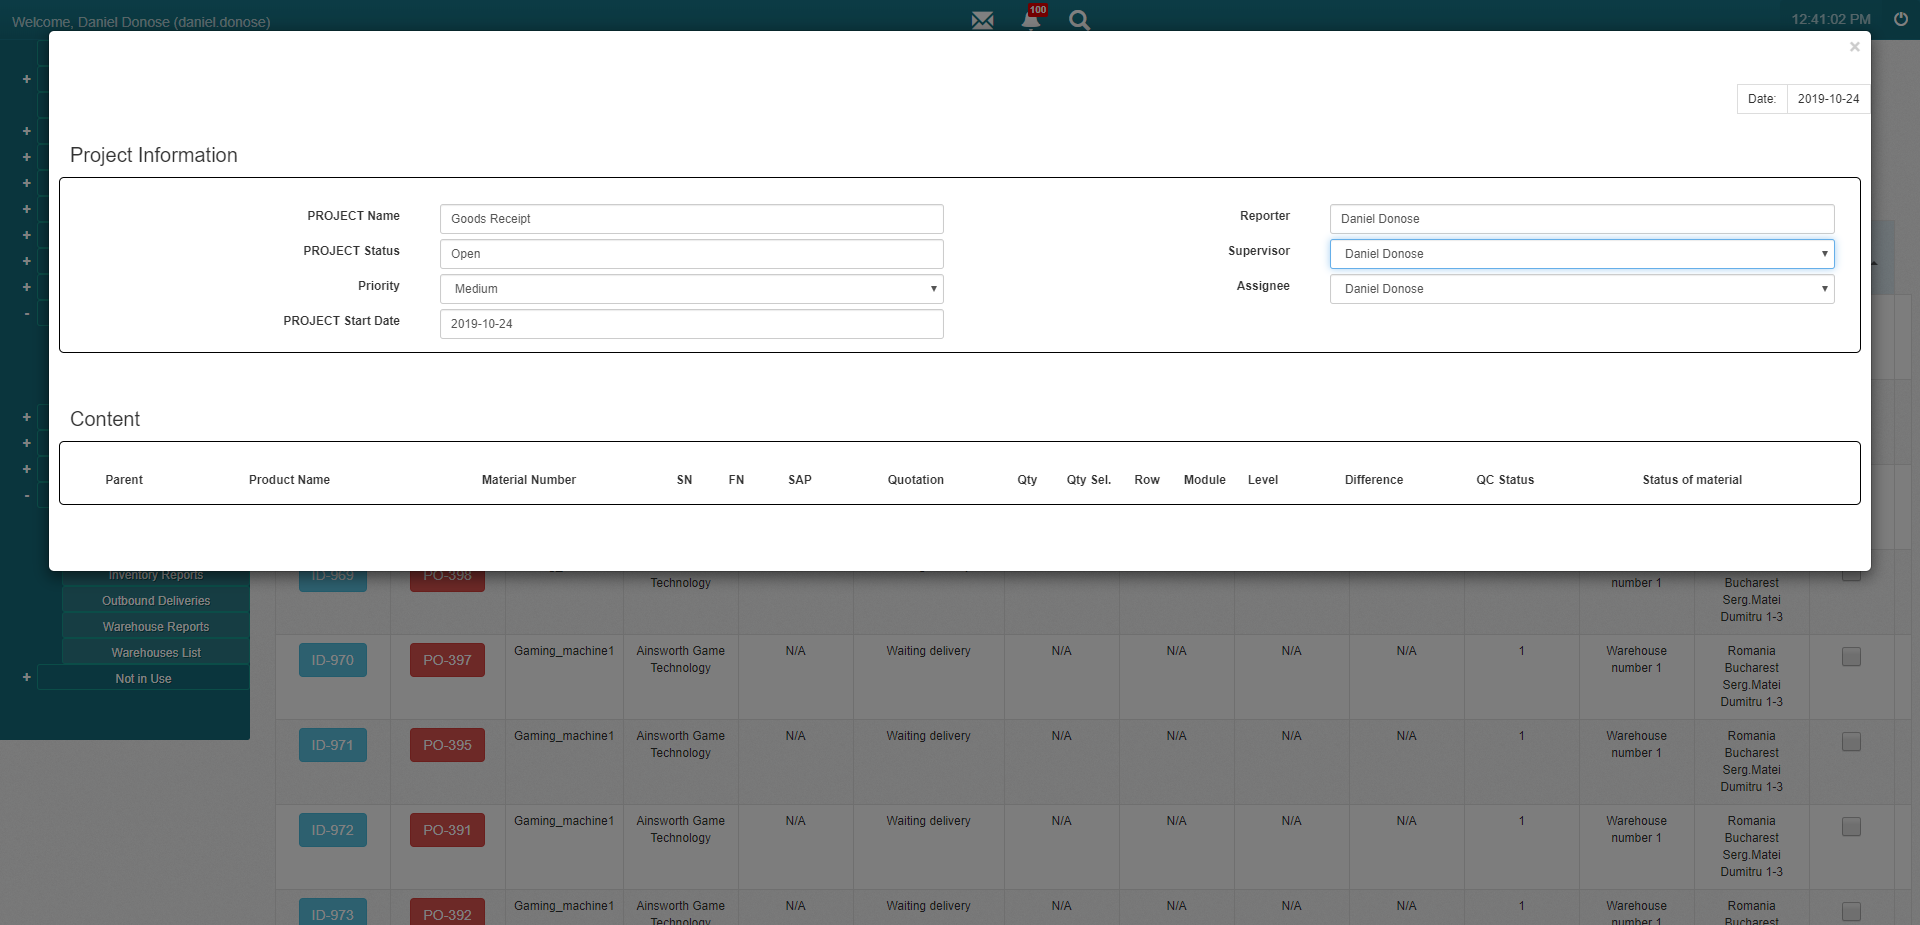 Welcome, Daniel Donose (daniel.donose)
100
12:41:02 PM
×
Date: 2019-10-24
Project Information
PROJECT Name Goods Receipt Reporter Daniel Donose
PROJECT Status Open Supervisor Daniel Donose
Priority Medium Assignee Daniel Donose
PROJECT Start Date 2019-10-24
Content
Parent Product Name Material Number SN FN SAP Quotation Qty Qty Sel. Row Module Level Difference QC Status Status of material
Inventory Reports
Outbound Deliveries
Warehouse Reports
Warehouses List
Not in Use
ID-969 PO-398 Technology number 1 Bucharest
Serg.Matei
Dumitru 1-3
ID-970 PO-397 Gaming_machine1 Ainsworth Game N/A Waiting delivery N/A N/A N/A N/A 1 Warehouse Romania
Technology number 1 Bucharest
Serg.Matei
Dumitru 1-3
ID-971 PO-395 Gaming_machine1 Ainsworth Game N/A Waiting delivery N/A N/A N/A N/A 1 Warehouse Romania
Technology number 1 Bucharest
Serg.Matei
Dumitru 1-3
ID-972 PO-391 Gaming_machine1 Ainsworth Game N/A Waiting delivery N/A N/A N/A N/A 1 Warehouse Romania
Technology number 1 Bucharest
Serg.Matei
Dumitru 1-3
ID-973 PO-392 Gaming_machine1 Ainsworth Game N/A Waiting delivery N/A N/A N/A N/A 1 Warehouse Romania
Technology number 1 Bucharest